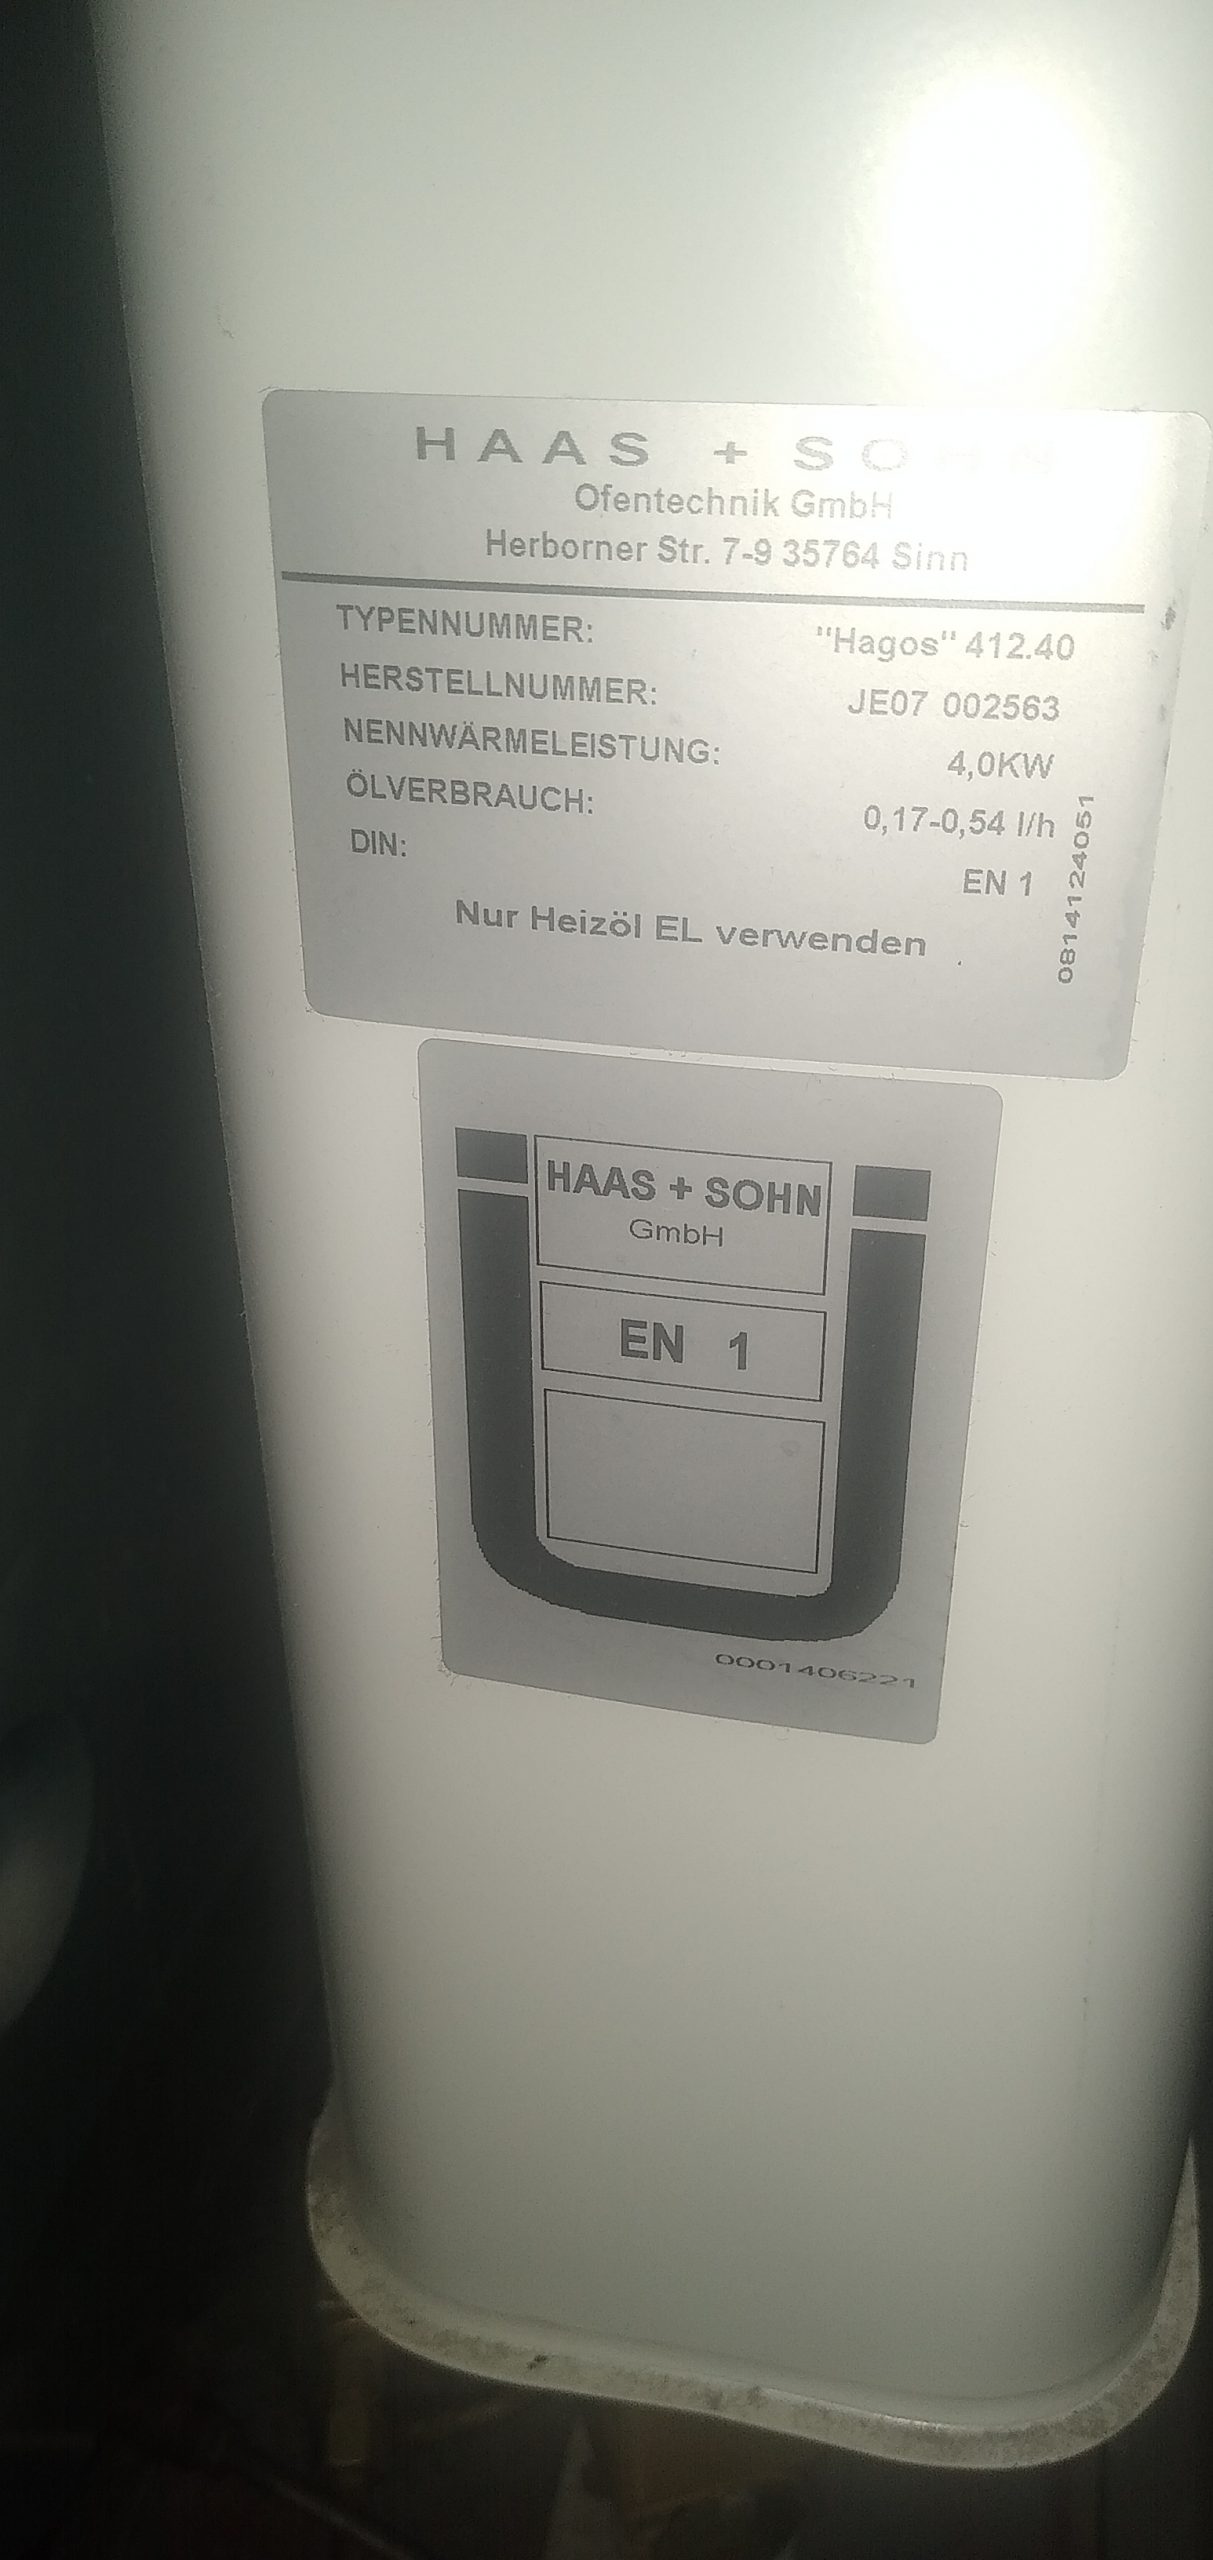 HAAS + SOHN
Ofentechnik GmbH
Herborner Str. 7-9 35764 Sinn
TYPENNUMMER: "Hagos" 412.40
HERSTELLNUMMER: JE07 002563
NENNWÄRMELEISTUNG: 4,0KW
ÖLVERBRAUCH: 0,17-0,54 l/h
DIN: EN 1
Nur Heizöl EL verwenden
0814124051
HAAS + SOHN
GmbH
EN 1
0001406221